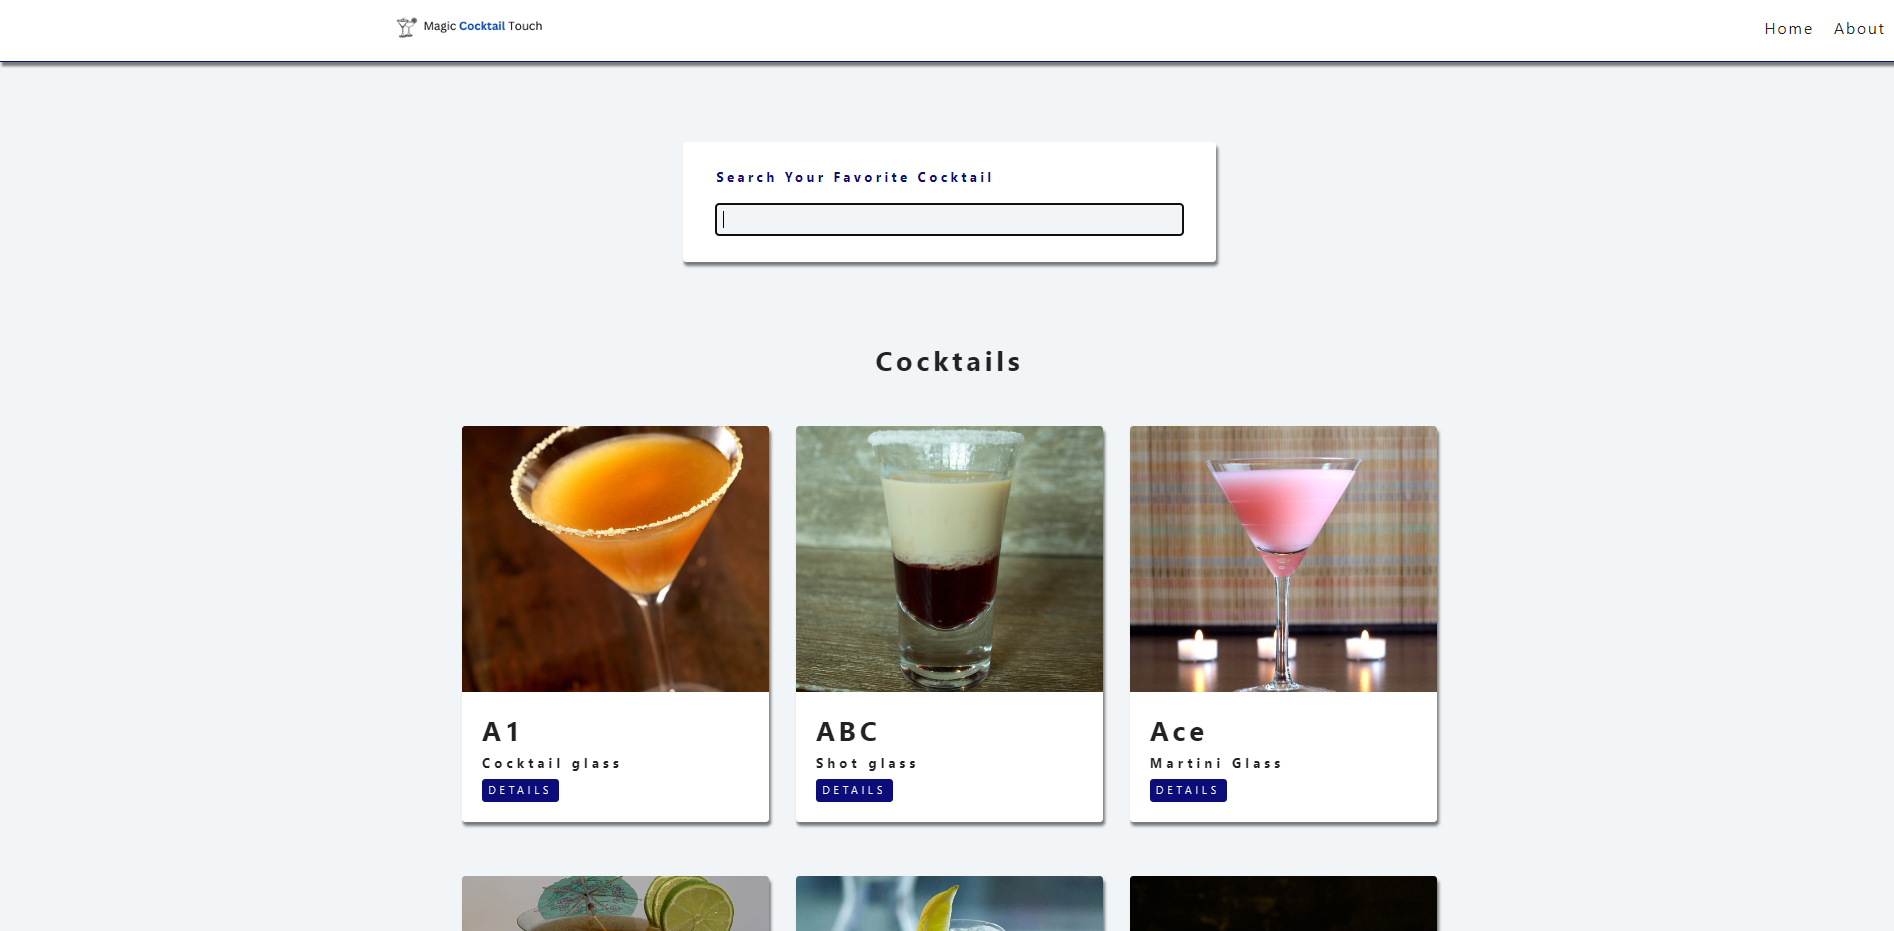 Magic Cocktail Touch
Home About
Search Your Favorite Cocktail
Cocktails
A1
Cocktail glass
DETAILS
ABC
Shot glass
DETAILS
Ace
Martini Glass
DETAILS